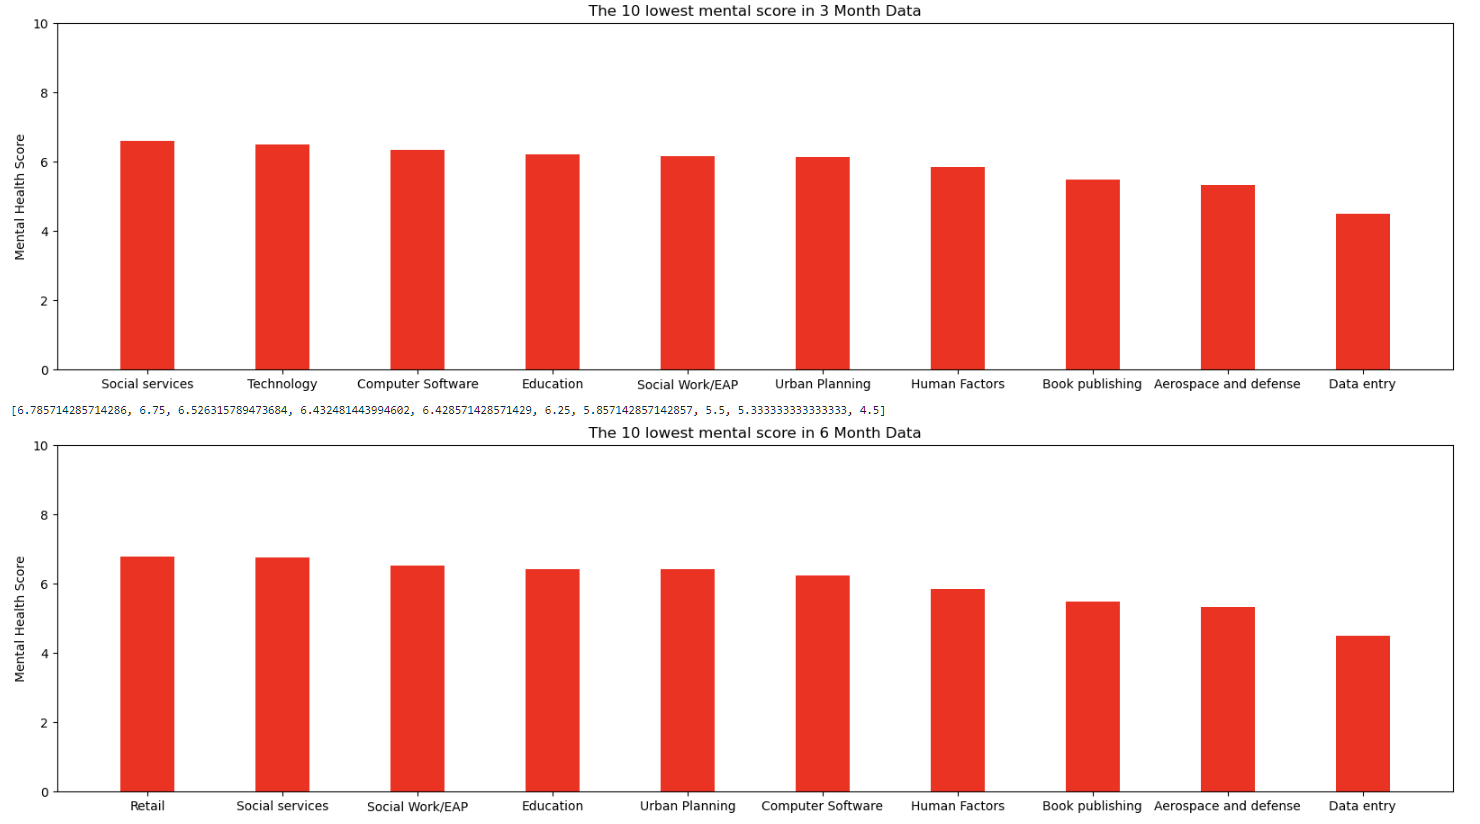 The 10 lowest mental score in 3 Month Data
10
8
6
4
2
0
Mental Health Score
Social services Technology Computer Software Education Social Work/EAP Urban Planning Human Factors Book publishing Aerospace and defense Data entry
[6.785714285714286, 6.75, 6.526315789473684, 6.432481443994602, 6.428571428571429, 6.25, 5.857142857142857, 5.5, 5.333333333333333, 4.5]
The 10 lowest mental score in 6 Month Data
10
8
6
4
2
0
Mental Health Score
Retail Social services Social Work/EAP Education Urban Planning Computer Software Human Factors Book publishing Aerospace and defense Data entry